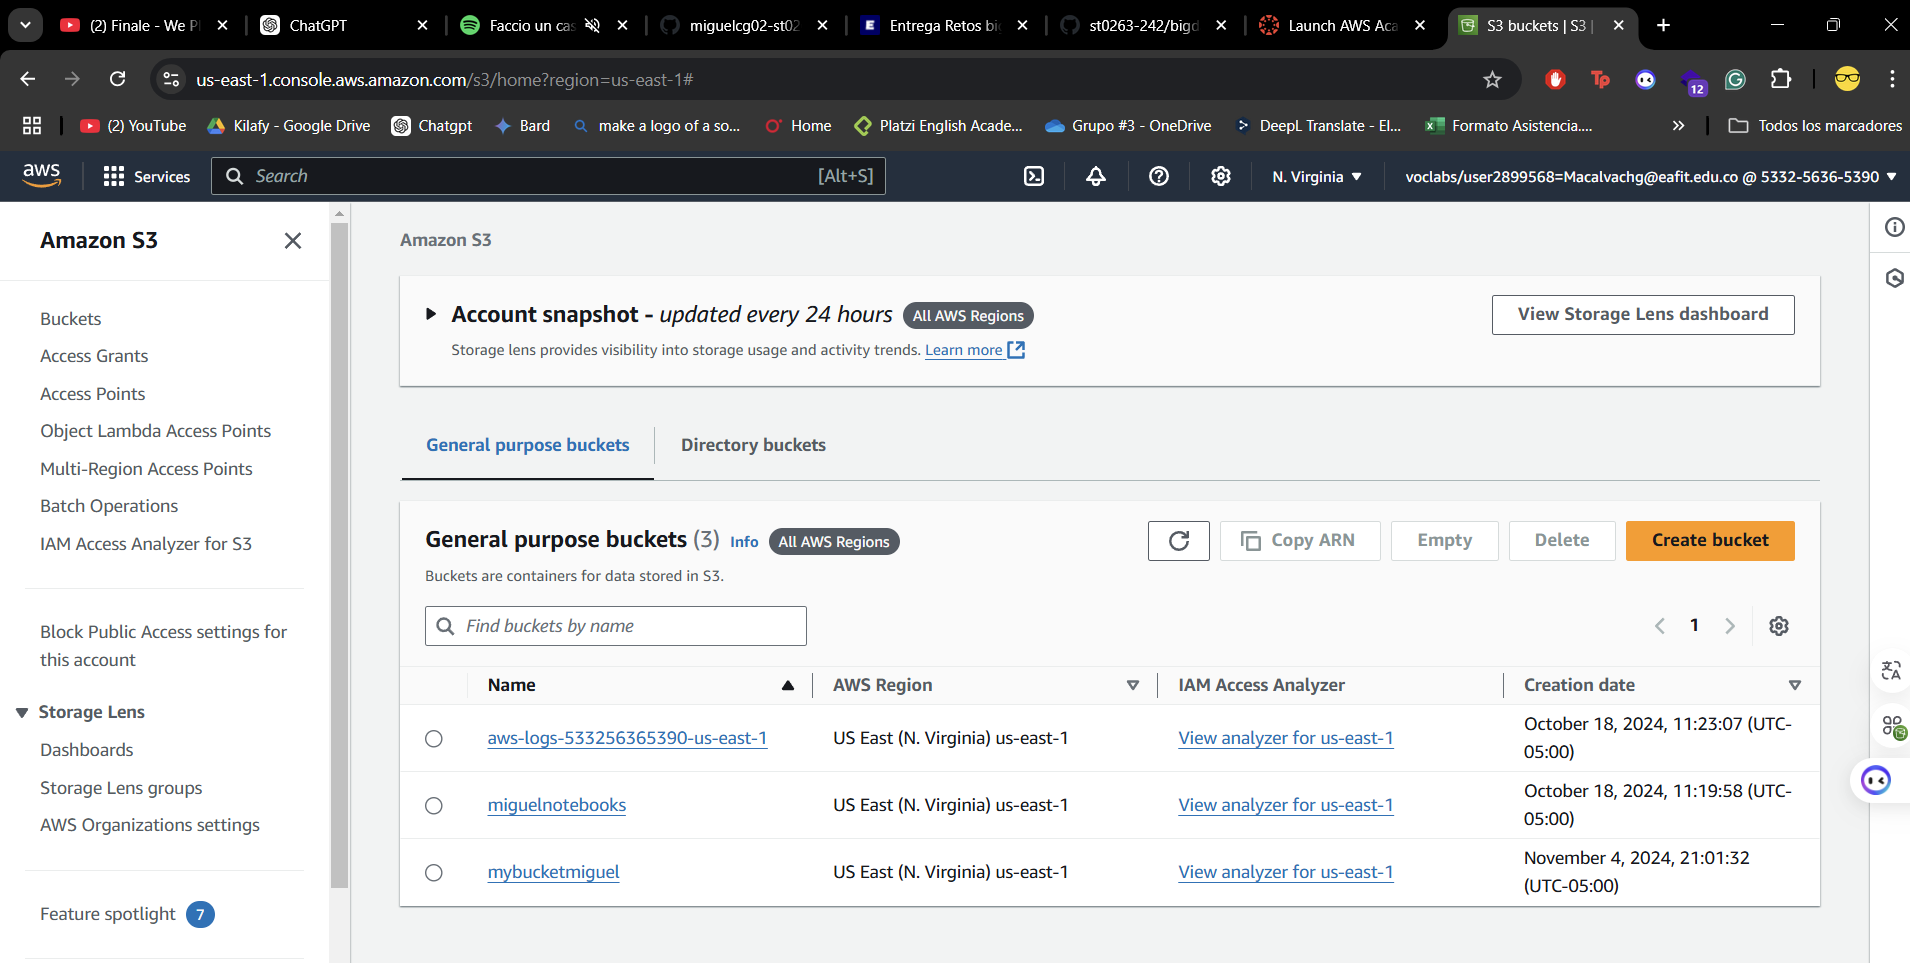 (2) Finale - We Pl
ChatGPT
Faccio un cas
miguelcg02-st02
Entrega Retos bi
st0263-242/bigd
Launch AWS Aca
S3 buckets | S3 |
us-east-1.console.aws.amazon.com/s3/home?region=us-east-1#
12
(2) YouTube
Kilafy - Google Drive
Chatgpt
Bard
make a logo of a so...
Home
Platzi English Acade...
Grupo #3 - OneDrive
DeepL Translate - El...
Formato Asistencia....
Todos los marcadores
aws
Services
Search
[Alt+S]
N. Virginia
voclabs/user2899568=Macalvachg@eafit.edu.co @ 5332-5636-5390
Amazon S3
Buckets
Access Grants
Access Points
Object Lambda Access Points
Multi-Region Access Points
Batch Operations
IAM Access Analyzer for S3
Block Public Access settings for
this account
Storage Lens
Dashboards
Storage Lens groups
AWS Organizations settings
Feature spotlight 7
Amazon S3
Account snapshot - updated every 24 hours All AWS Regions
Storage lens provides visibility into storage usage and activity trends. Learn more
View Storage Lens dashboard
General purpose buckets
Directory buckets
General purpose buckets (3) Info All AWS Regions
Buckets are containers for data stored in S3.
Copy ARN
Empty
Delete
Create bucket
Find buckets by name
1
Name AWS Region IAM Access Analyzer Creation date
aws-logs-533256365390-us-east-1 US East (N. Virginia) us-east-1 View analyzer for us-east-1 October 18, 2024, 11:23:07 (UTC-
05:00)
miguelnotebooks US East (N. Virginia) us-east-1 View analyzer for us-east-1 October 18, 2024, 11:19:58 (UTC-
05:00)
mybucketmiguel US East (N. Virginia) us-east-1 View analyzer for us-east-1 November 4, 2024, 21:01:32
(UTC-05:00)